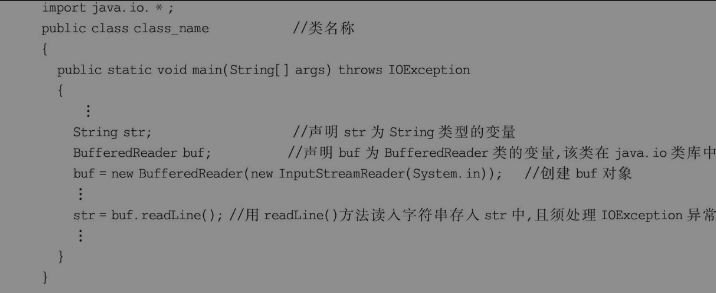 import java.io.*;
public class class_name //类名称
{
public static void main(String[] args) throws IOException
{
⋮
String str; //声明 str 为 String 类型的变量
BufferedReader buf; //声明 buf 为 BufferedReader 类的变量,该类在 java.io 类库中
buf = new BufferedReader(new InputStreamReader(System.in)); //创建 buf 对象
⋮
str = buf.readLine(); //用 readLine()方法读入字符串存入 str 中,且须处理 IOException 异常
⋮
}
}